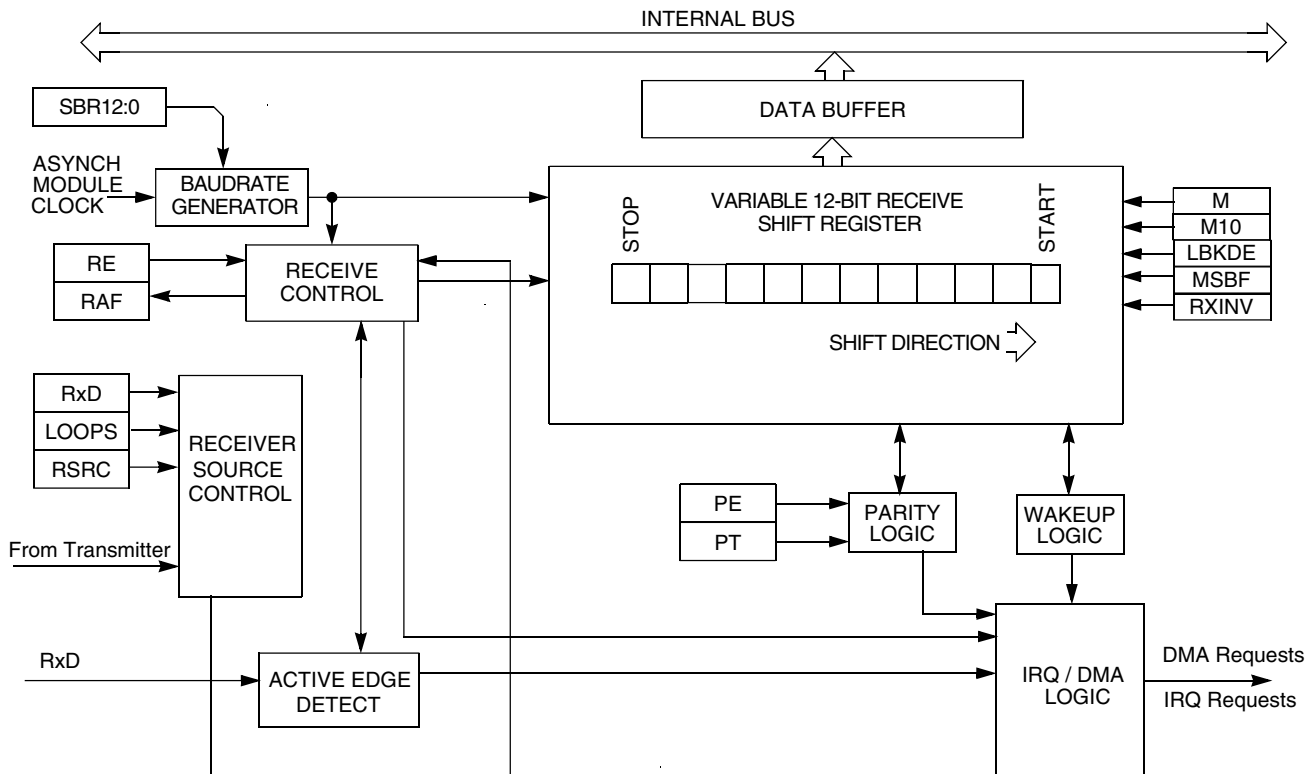 INTERNAL BUS
SBR12:0
DATA BUFFER
ASYNCH
MODULE
CLOCK
BAUDRATE
GENERATOR
VARIABLE 12-BIT RECEIVE
SHIFT REGISTER
STOP
START
M
M10
LBKDE
MSBF
RXINV
RE
RAF
RECEIVE
CONTROL
SHIFT DIRECTION
RxD
LOOPS
RSRC
RECEIVER
SOURCE
CONTROL
From Transmitter
PE
PT
PARITY
LOGIC
WAKEUP
LOGIC
RxD
ACTIVE EDGE
DETECT
IRQ / DMA
LOGIC
DMA Requests
IRQ Requests